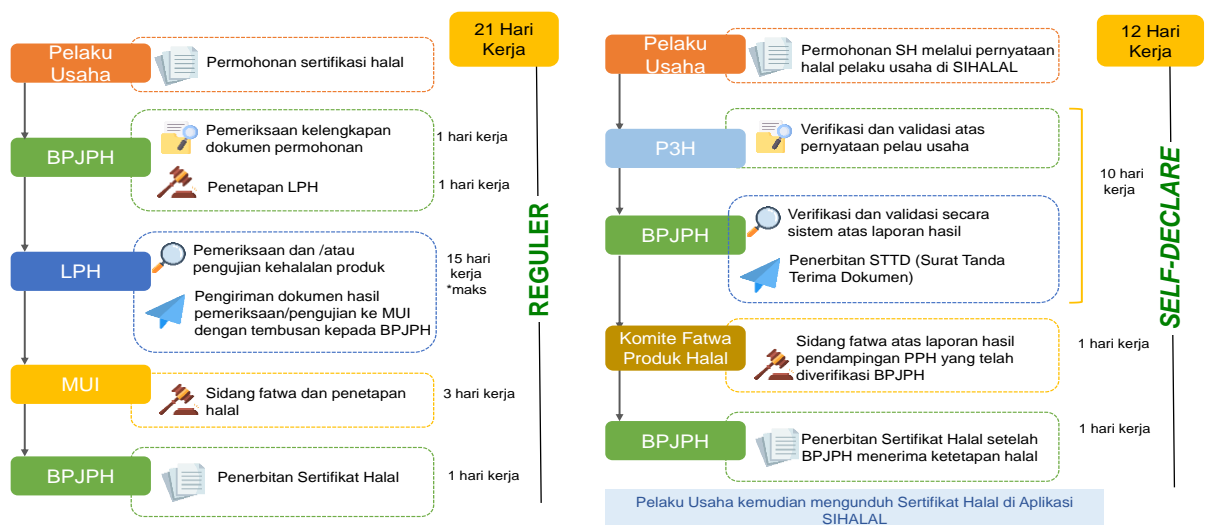 21 Hari
Kerja
Pelaku
Usaha
Permohonan sertifikasi halal
BPJPH
Pemeriksaan kelengkapan
dokumen permohonan
1 hari kerja
Penetapan LPH
1 hari kerja
LPH
Pemeriksaan dan /atau
pengujian kehalalan produk
Pengiriman dokumen hasil
pemeriksaan/pengujian ke MUI
dengan tembusan kepada BPJPH
15 hari
kerja
*maks
MUI
Sidang fatwa dan penetapan
halal
3 hari kerja
BPJPH
Penerbitan Sertifikat Halal
1 hari kerja
REGULER
12 Hari
Kerja
Pelaku
Usaha
Permohonan SH melalui pernyataan
halal pelaku usaha di SIHALAL
P3H
Verifikasi dan validasi atas
pernyataan pelau usaha
BPJPH
Verifikasi dan validasi secara
sistem atas laporan hasil
Penerbitan STTD (Surat Tanda
Terima Dokumen)
10 hari
kerja
Komite Fatwa
Produk Halal
Sidang fatwa atas laporan hasil
pendampingan PPH yang telah
diverifikasi BPJPH
1 hari kerja
BPJPH
Penerbitan Sertifikat Halal setelah
BPJPH menerima ketetapan halal
1 hari kerja
SELF-DECLARE
Pelaku Usaha kemudian mengunduh Sertifikat Halal di Aplikasi
SIHALAL